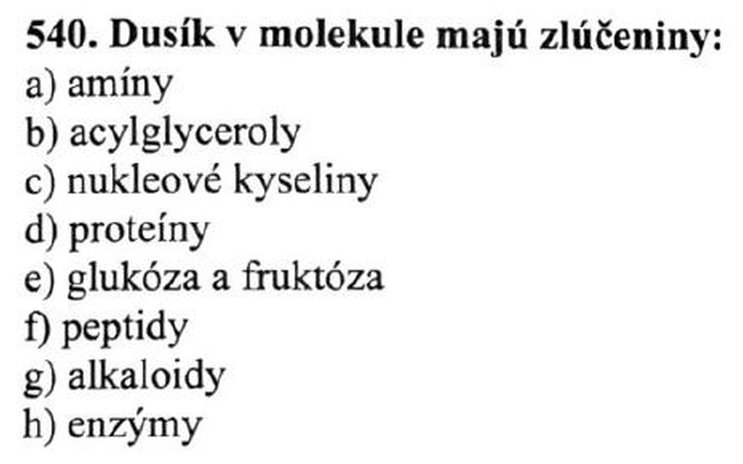 540. Dusík v molekule majú zlúčeniny:
a) amíny
b) acylglyceroly
c) nukleové kyseliny
d) proteíny
e) glukóza a fruktóza
f) peptidy
g) alkaloidy
h) enzýmy